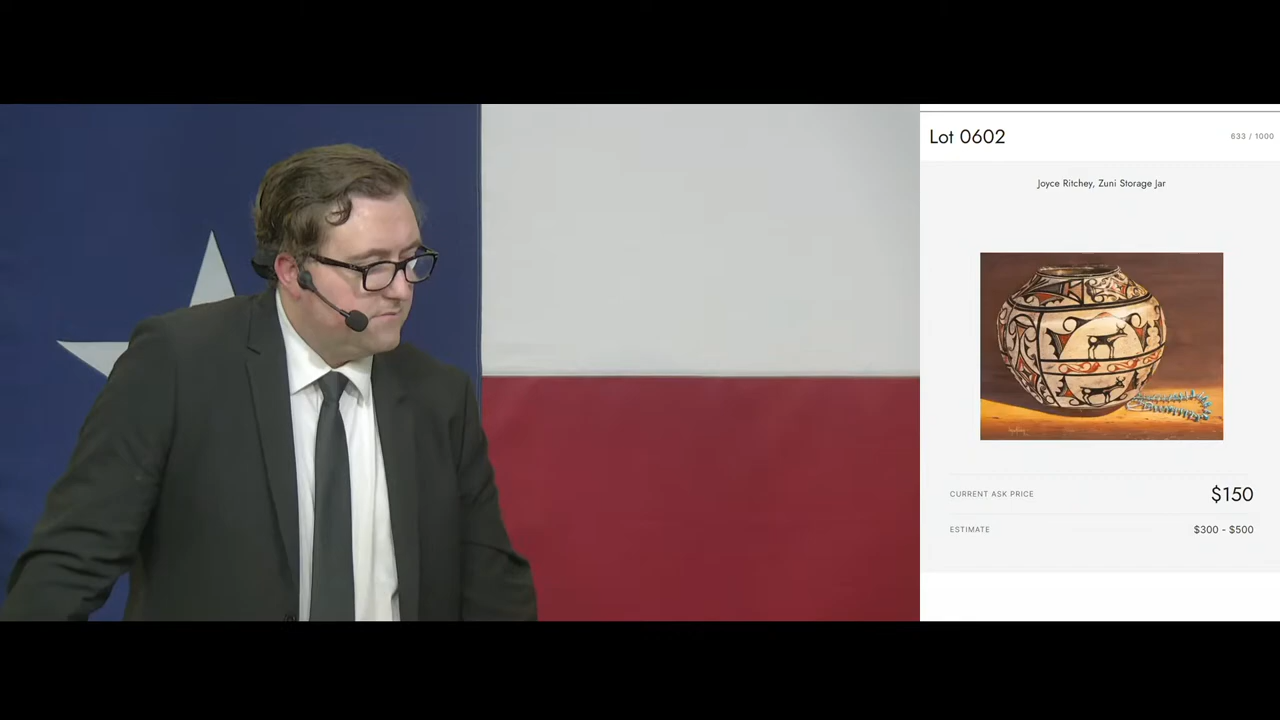 Lot 0602
633 / 1000
Joyce Ritchey, Zuni Storage Jar
CURRENT ASK PRICE
$150
ESTIMATE
$300 - $500